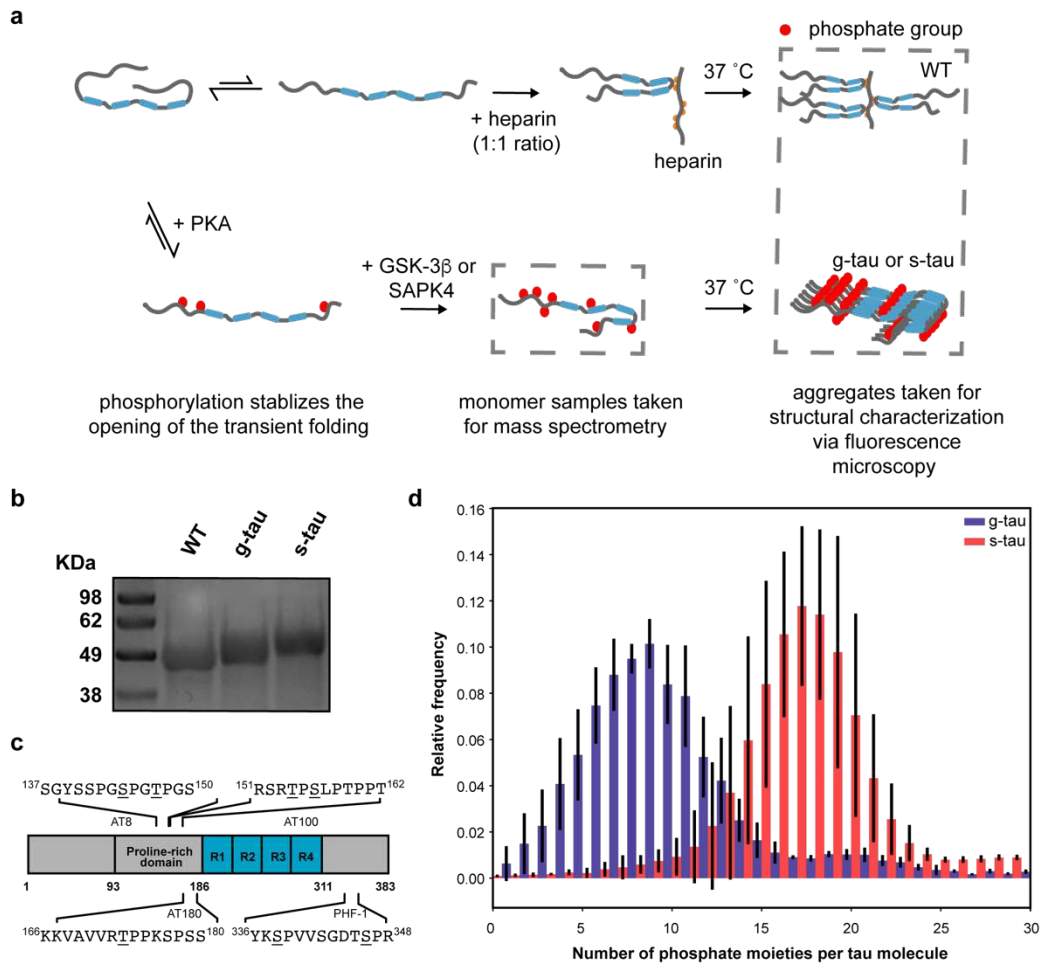 a
phosphate group
WT
+ heparin
(1:1 ratio)
heparin
37 ˚C
+ PKA
+ GSK-3β or
SAPK4
37 ˚C
g-tau or s-tau
phosphorylation stablizes the
opening of the transient folding
monomer samples taken
for mass spectrometry
aggregates taken for
structural characterization
via fluorescence
microscopy
b
KDa
WT
g-tau
s-tau
98
62
49
38
c
137SGYSSPGSPGTPGS150
151RSRTPSLPTPPT162
AT8
AT100
Proline-rich
domain
R1
R2
R3
R4
1
93
186
311
383
AT180
PHF-1
166KKVAVVRTPPKSPSS180
336YKSPVVSGDTSPR348
d
g-tau
s-tau
Relative frequency
0.16
0.14
0.12
0.10
0.08
0.06
0.04
0.02
0.00
0
5
10
15
20
25
30
Number of phosphate moieties per tau molecule